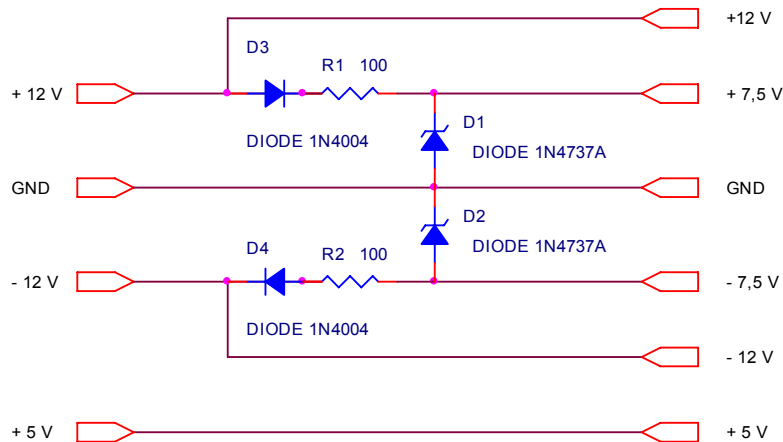 +12 V
D3
R1 100
+ 12 V
+ 7,5 V
D1
DIODE 1N4004
DIODE 1N4737A
GND
GND
D2
D4
R2 100
DIODE 1N4737A
- 12 V
- 7,5 V
DIODE 1N4004
- 12 V
+ 5 V
+ 5 V